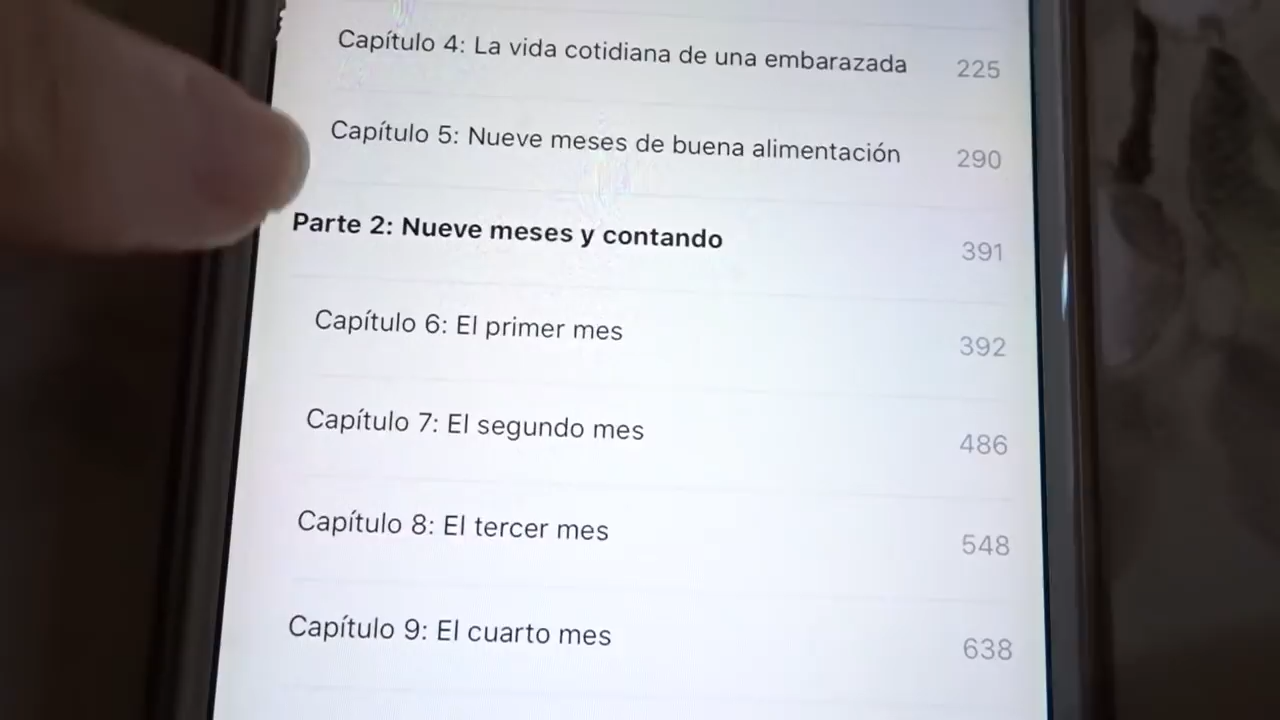 Capítulo 4: La vida cotidiana de una embarazada 225
Capítulo 5: Nueve meses de buena alimentación 290
Parte 2: Nueve meses y contando 391
Capítulo 6: El primer mes 392
Capítulo 7: El segundo mes 486
Capítulo 8: El tercer mes 548
Capítulo 9: El cuarto mes 638